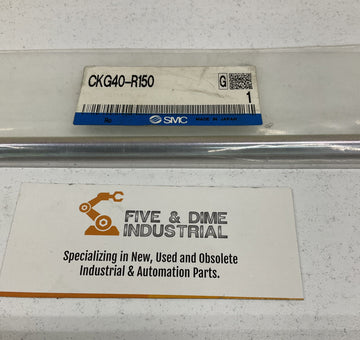 CKG40-R150
G
1
SMC
MADE IN JAPAN
FIVE & DIME
INDUSTRIAL
Specializing in New, Used and Obsolete
Industrial & Automation Parts.